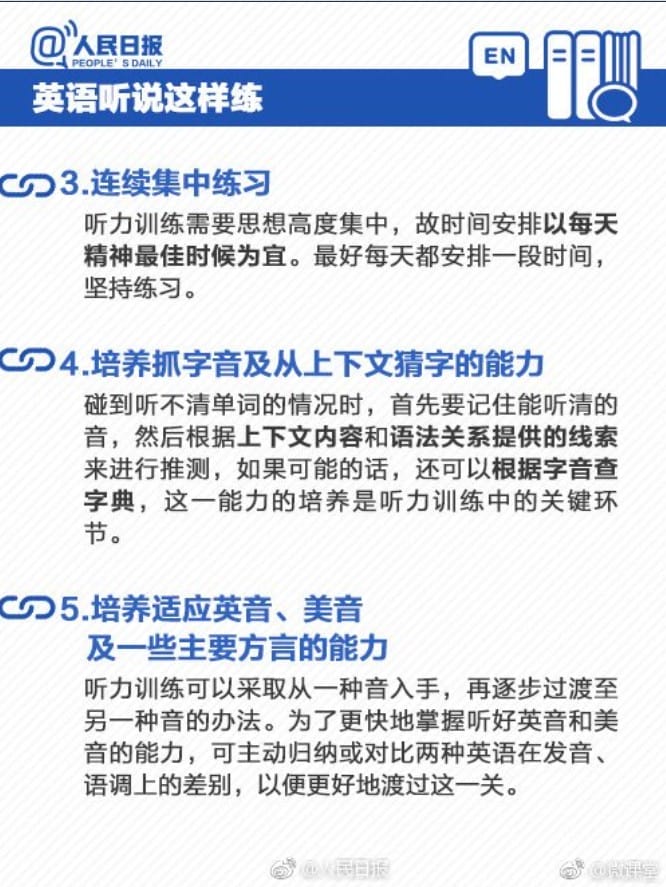 @人民日报
PEOPLE'S DAILY
EN
英语听说这样练
3.连续集中练习
听力训练需要思想高度集中，故时间安排以每天
精神最佳时候为宜。最好每天都安排一段时间，
坚持练习。
4.培养抓字音及从上下文猜字的能力
碰到听不清单词的情况时，首先要记住能听清的
音，然后根据上下文内容和语法关系提供的线索
来进行推测，如果可能的话，还可以根据字音查
字典，这一能力的培养是听力训练中的关键环
节。
5.培养适应英音、美音
及一些主要方言的能力
听力训练可以采取从一种音入手，再逐步过渡至
另一种音的办法。为了更快地掌握听好英音和美
音的能力，可主动归纳或对比两种英语在发音、
语调上的差别，以便更好地渡过这一关。
@人民日报
@微课堂